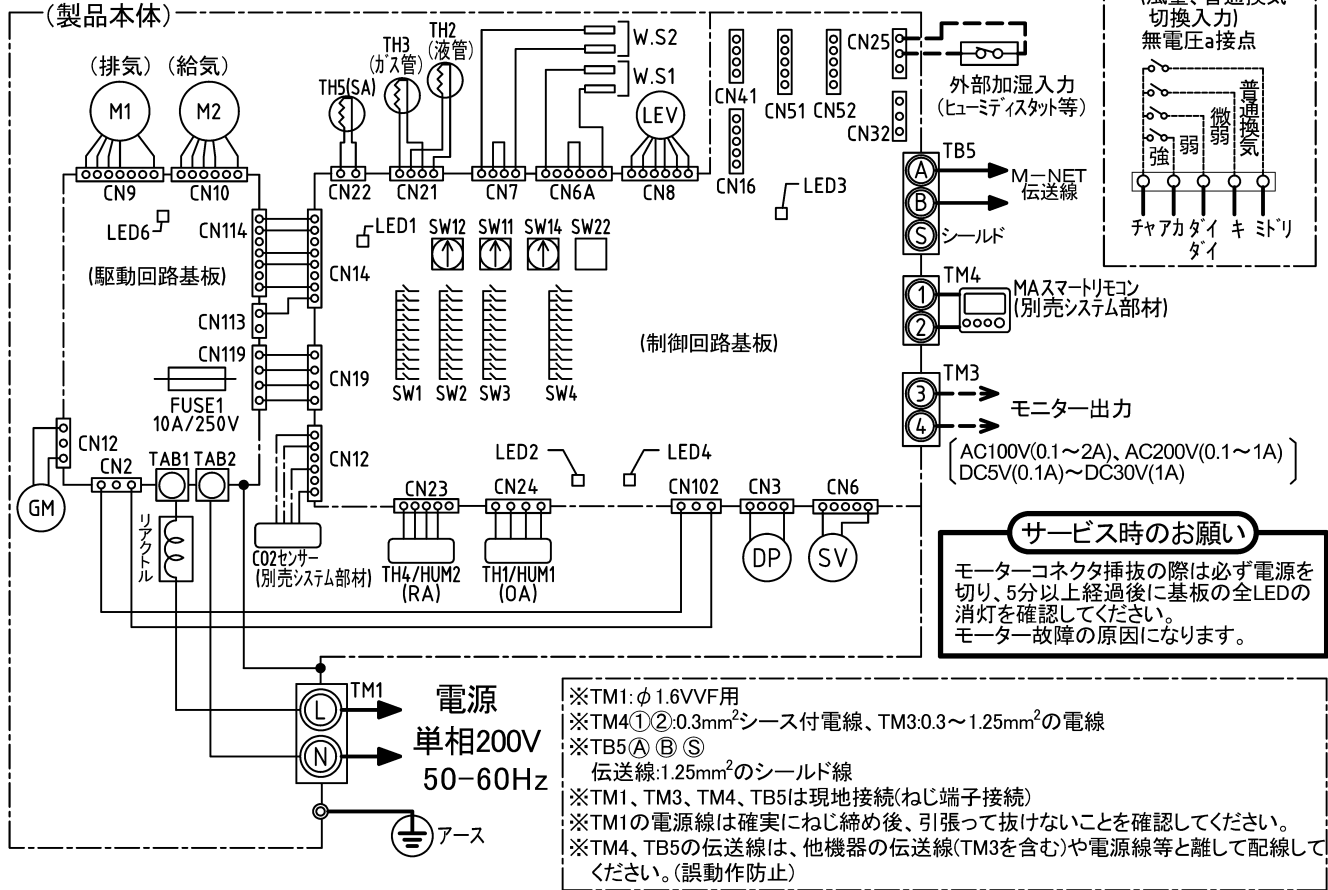 (製品本体)
(風量、普通換気
切換入力)
無電圧a接点
強
弱
微弱
普通換気
チャ アカ ダイダイ キ ミドリ
(排気)
(給気)
M1
M2
CN9
CN10
LED6
(駆動回路基板)
CN114
CN14
CN113
CN119
CN19
FUSE1
10A/250V
CN12
CN2
TAB1
TAB2
GM
リアクトル
TH5(SA)
TH3
(ガス管)
TH2
(液管)
W.S2
W.S1
LEV
CN22
CN21
CN7
CN6A
CN8
CN41
CN16
CN51
CN52
CN25
CN32
外部加湿入力
(ヒューミディスタット等)
LED1
SW12
SW11
SW14
SW22
LED3
SW1
SW2
SW3
SW4
(制御回路基板)
TB5
A
B
S
M-NET
伝送線
シールド
TM4
1
2
MAスマートリモコン
(別売システム部材)
TM3
3
4
モニター出力
AC100V(0.1~2A)、AC200V(0.1~1A)
DC5V(0.1A)~DC30V(1A)
CN12
CO2センサー
(別売システム部材)
CN23
CN24
LED2
LED4
CN102
CN3
CN6
TH4/HUM2
(RA)
TH1/HUM1
(OA)
DP
SV
サービス時のお願い
モーターコネクタ挿抜の際は必ず電源を
切り、5分以上経過後に基板の全LEDの
消灯を確認してください。
モーター故障の原因になります。
TM1
L
N
電源
単相200V
50-60Hz
アース
※TM1:φ1.6VVF用
※TM4①②:0.3mm²シース付電線、TM3:0.3~1.25mm²の電線
※TB5Ⓐ Ⓑ Ⓢ
伝送線:1.25mm²のシールド線
※TM1、TM3、TM4、TB5は現地接続(ねじ端子接続)
※TM1の電源線は確実にねじ締め後、引張って抜けないことを確認してください。
※TM4、TB5の伝送線は、他機器の伝送線(TM3を含む)や電源線等と離して配線して
ください。(誤動作防止)